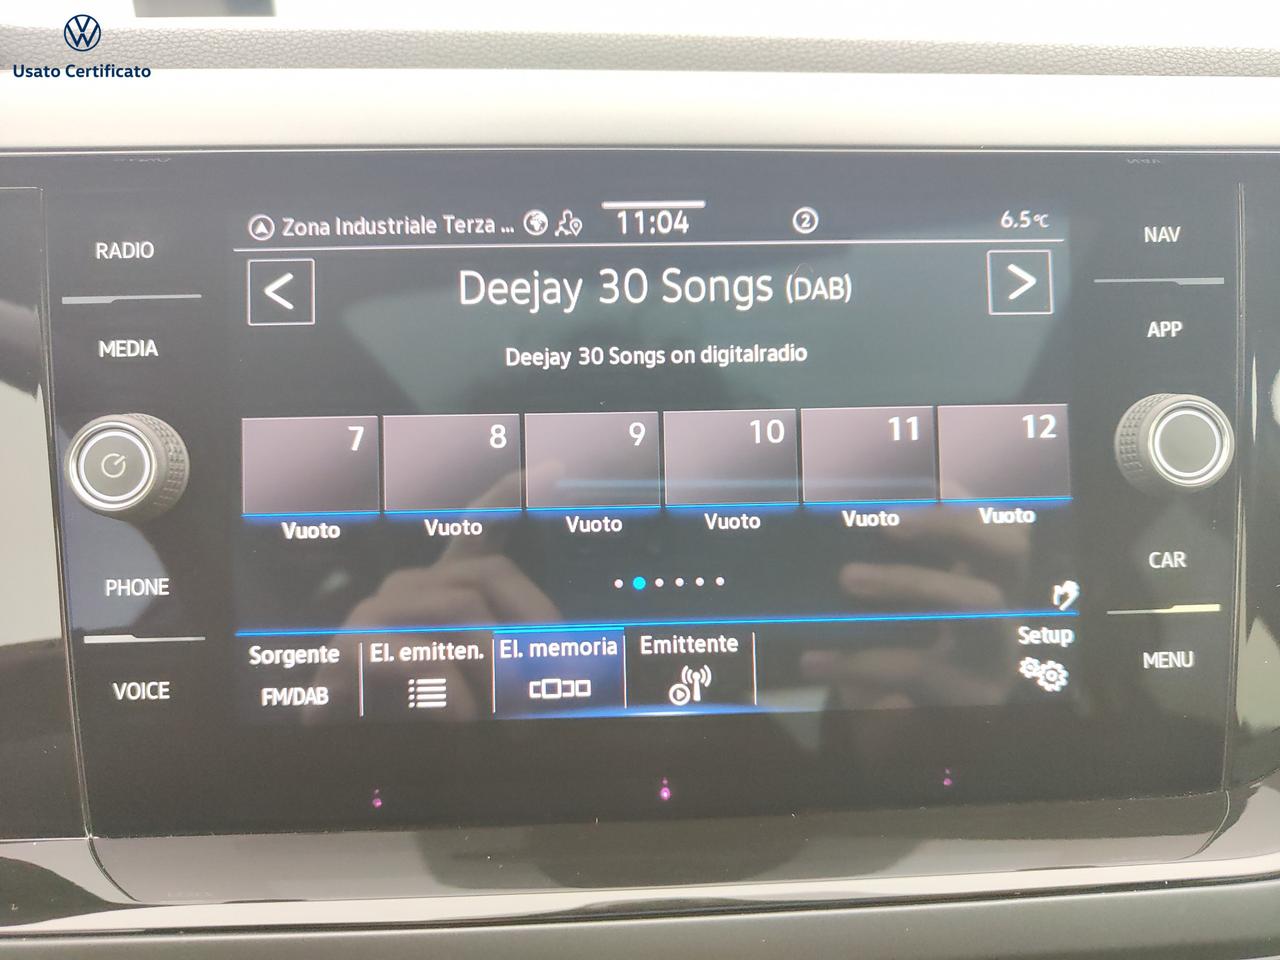 Usato Certificato
RADIO
MEDIA
PHONE
VOICE
Zona Industriale Terza ...
11:04
2
6.5°C
Deejay 30 Songs (DAB)
Deejay 30 Songs on digitalradio
7 8 9 10 11 12
Vuoto Vuoto Vuoto Vuoto Vuoto Vuoto
Sorgente
FM/DAB
El. emitten.
El. memoria
Emittente
Setup
NAV
APP
CAR
MENU